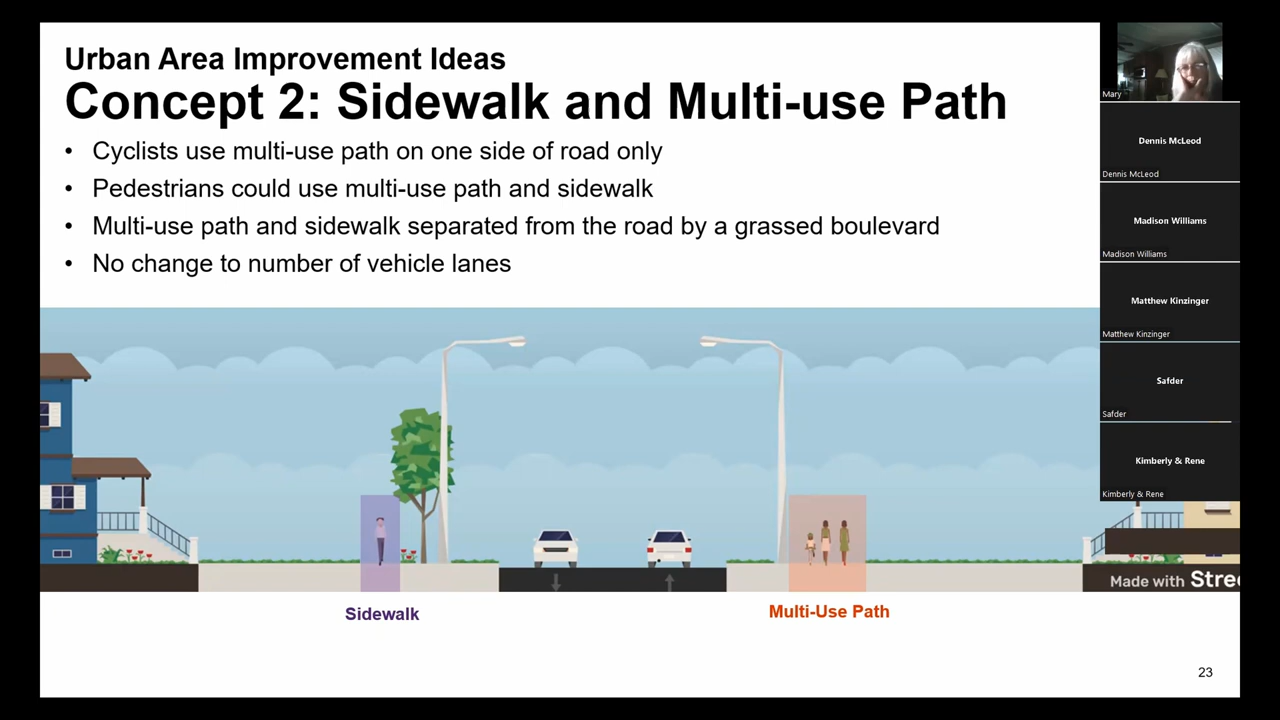 Urban Area Improvement Ideas
Concept 2: Sidewalk and Multi-use Path
• Cyclists use multi-use path on one side of road only
• Pedestrians could use multi-use path and sidewalk
• Multi-use path and sidewalk separated from the road by a grassed boulevard
• No change to number of vehicle lanes
Mary
Dennis McLeod
Dennis McLeod
Madison Williams
Madison Williams
Matthew Kinzinger
Matthew Kinzinger
Safder
Safder
Kimberly & Rene
Kimberly & Rene
Made with Stre
Sidewalk
Multi-Use Path
23